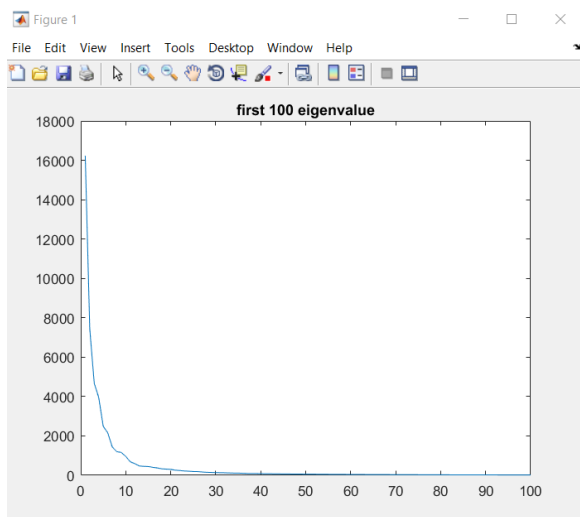 Figure 1
File Edit View Insert Tools Desktop Window Help
first 100 eigenvalue
18000
16000
14000
12000
10000
8000
6000
4000
2000
0
0 10 20 30 40 50 60 70 80 90 100